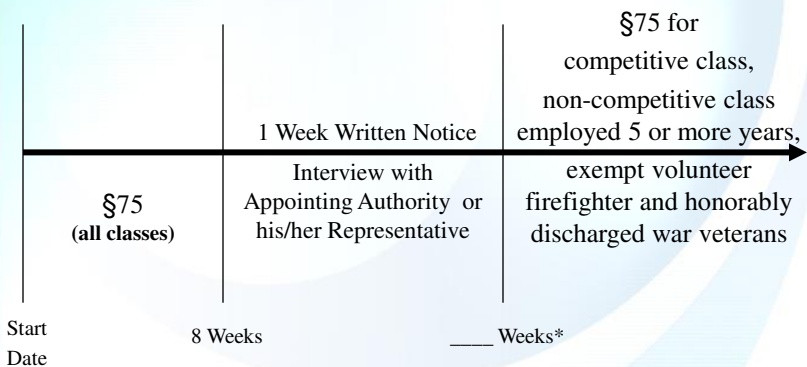 §75
(all classes)
1 Week Written Notice
Interview with
Appointing Authority or
his/her Representative
§75 for
competitive class,
non-competitive class
employed 5 or more years,
exempt volunteer
firefighter and honorably
discharged war veterans
Start
Date
8 Weeks
____ Weeks*